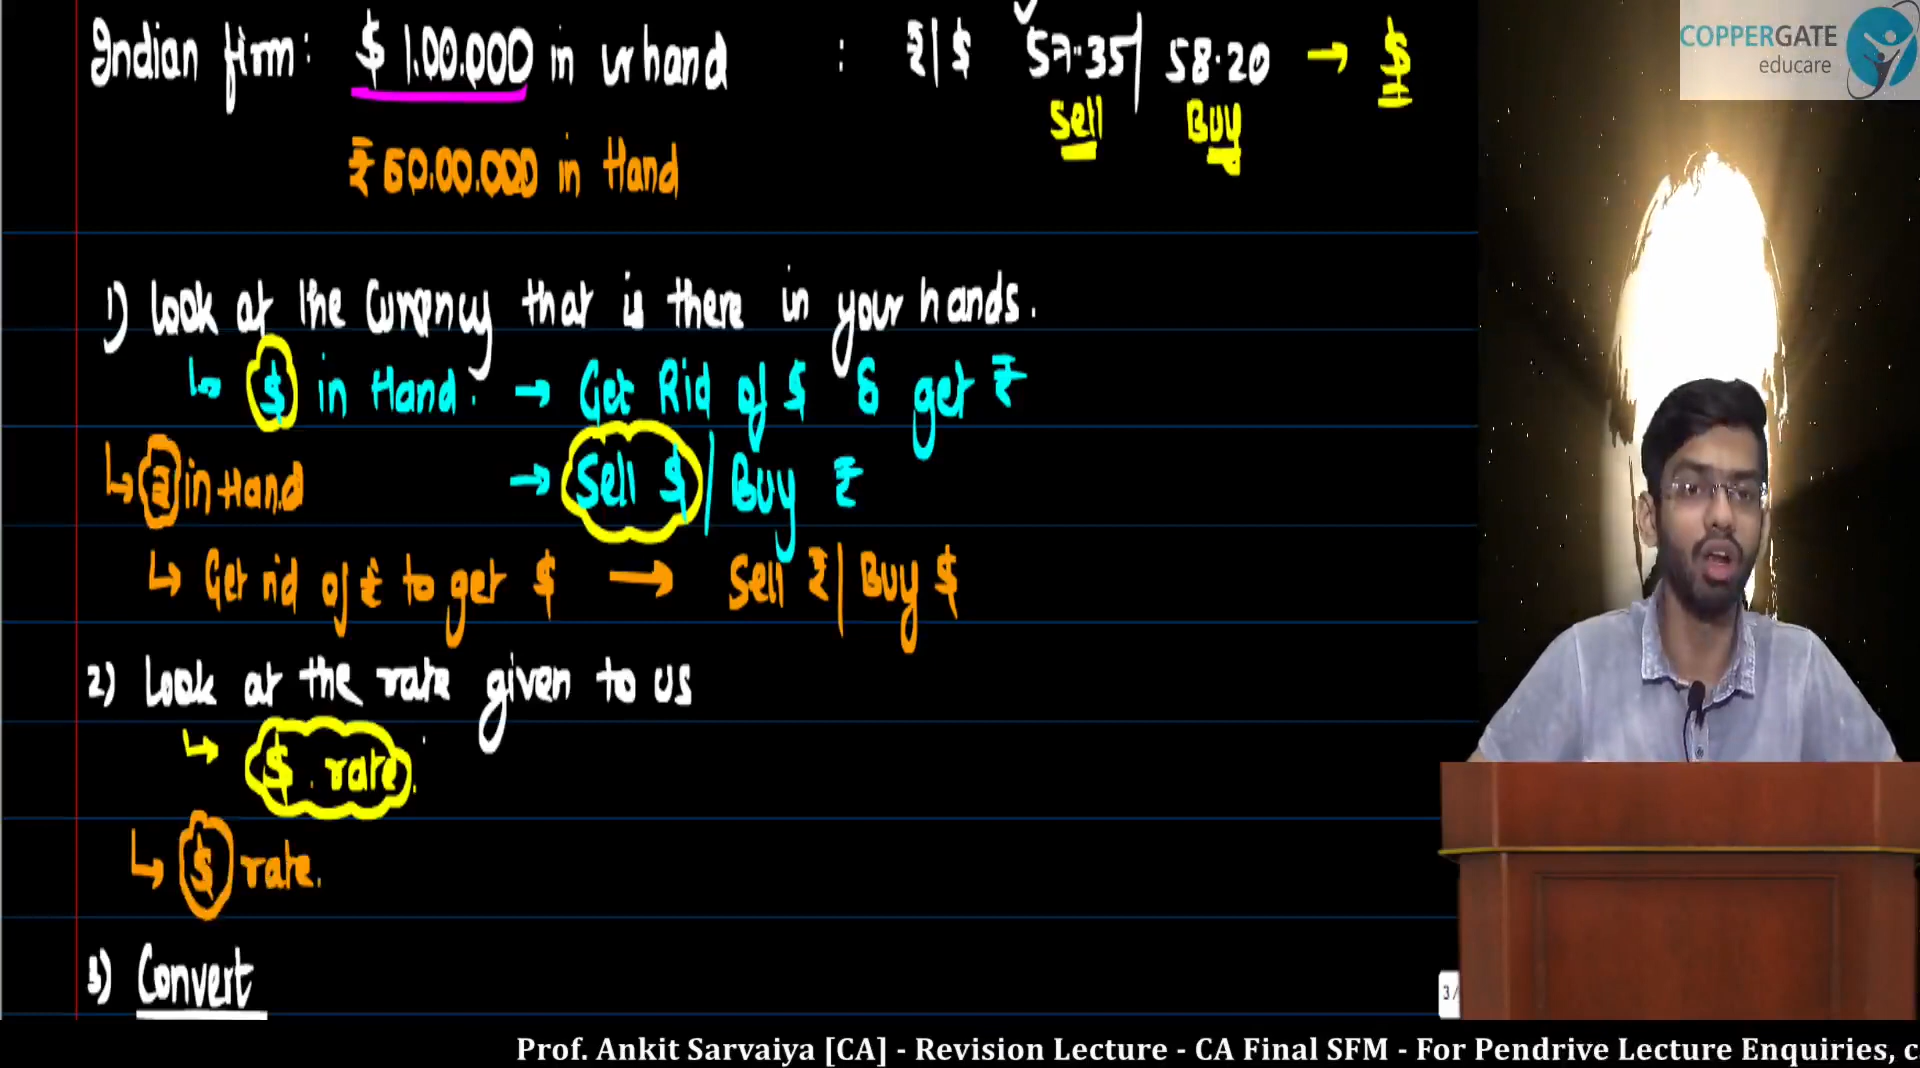 Indian firm: $ 1.00.000 in ur hand : ₹|$ 57.35| 58.20 → $
Sell Buy
₹ 60.00.000 in Hand
1) Look at the Currency that is there in your hands.
↳ $ in Hand. → Get Rid of $ & get ₹
↳ ₹ in Hand → Sell $ | Buy ₹
↳ Get rid of ₹ to get $ → Sell ₹ | Buy $
2) Look at the rate given to us
↳ $ rate.
↳ $ rate.
3) Convert
COPPERGATE
educare
3/
Prof. Ankit Sarvaiya [CA] - Revision Lecture - CA Final SFM - For Pendrive Lecture Enquiries, c